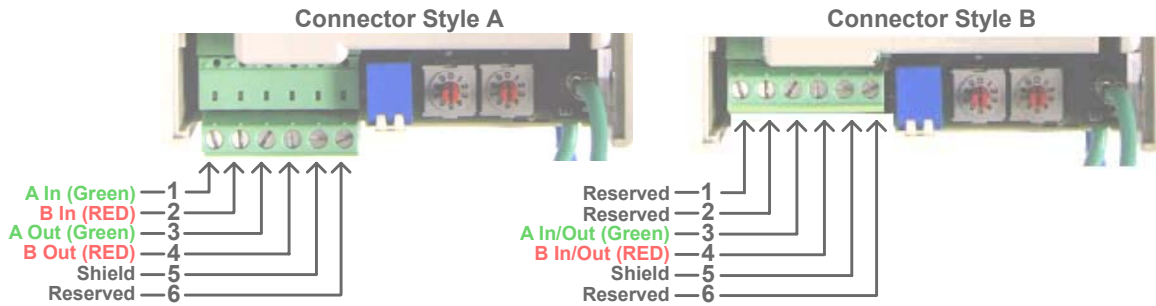 Connector Style A
A In (Green) 1
B In (RED) 2
A Out (Green) 3
B Out (RED) 4
Shield 5
Reserved 6
Connector Style B
Reserved 1
Reserved 2
A In/Out (Green) 3
B In/Out (RED) 4
Shield 5
Reserved 6